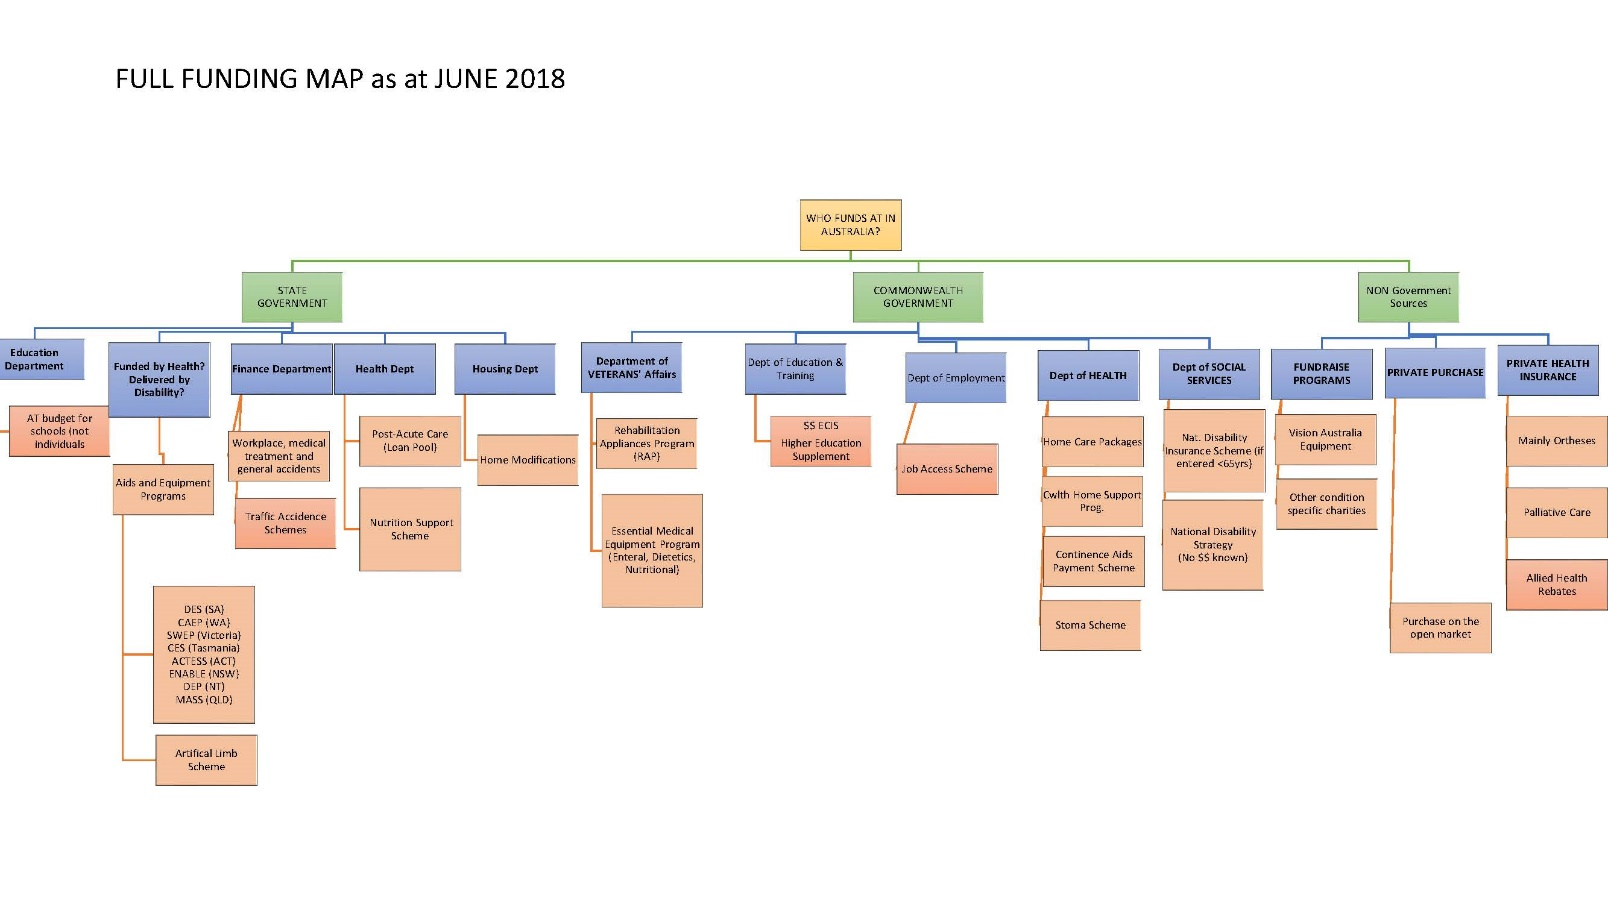 FULL FUNDING MAP as at JUNE 2018
WHO FUNDS AT IN
AUSTRALIA?
STATE
GOVERNMENT
COMMONWEALTH
GOVERNMENT
NON Government
Sources
Education
Department
AT budget for
schools (not
individuals
Funded by Health?
Delivered by
Disability?
Aids and Equipment
Programs
DES (SA)
CAEP (WA)
SWEP (Victoria)
CES (Tasmania)
ACTESS (ACT)
ENABLE (NSW)
DEP (NT)
MASS (QLD)
Artifical Limb
Scheme
Finance Department
Workplace, medical
treatment and
general accidents
Traffic Accidence
Schemes
Health Dept
Post-Acute Care
(Loan Pool)
Nutrition Support
Scheme
Housing Dept
Home Modifications
Department of
VETERANS' Affairs
Rehabilitation
Appliances Program
(RAP)
Essential Medical
Equipment Program
(Enteral, Dietetics,
Nutritional)
Dept of Education &
Training
$$ ECIS
Higher Education
Supplement
Dept of Employment
Job Access Scheme
Dept of HEALTH
Home Care Packages
Cwlth Home Support
Prog.
Continence Aids
Payment Scheme
Stoma Scheme
Dept of SOCIAL
SERVICES
Nat. Disability
Insurance Scheme (if
entered <65yrs)
National Disability
Strategy
(No $$ known)
FUNDRAISE
PROGRAMS
Vision Australia
Equipment
Other condition
specific charities
PRIVATE PURCHASE
Purchase on the
open market
PRIVATE HEALTH
INSURANCE
Mainly Ortheses
Palliative Care
Allied Health
Rebates